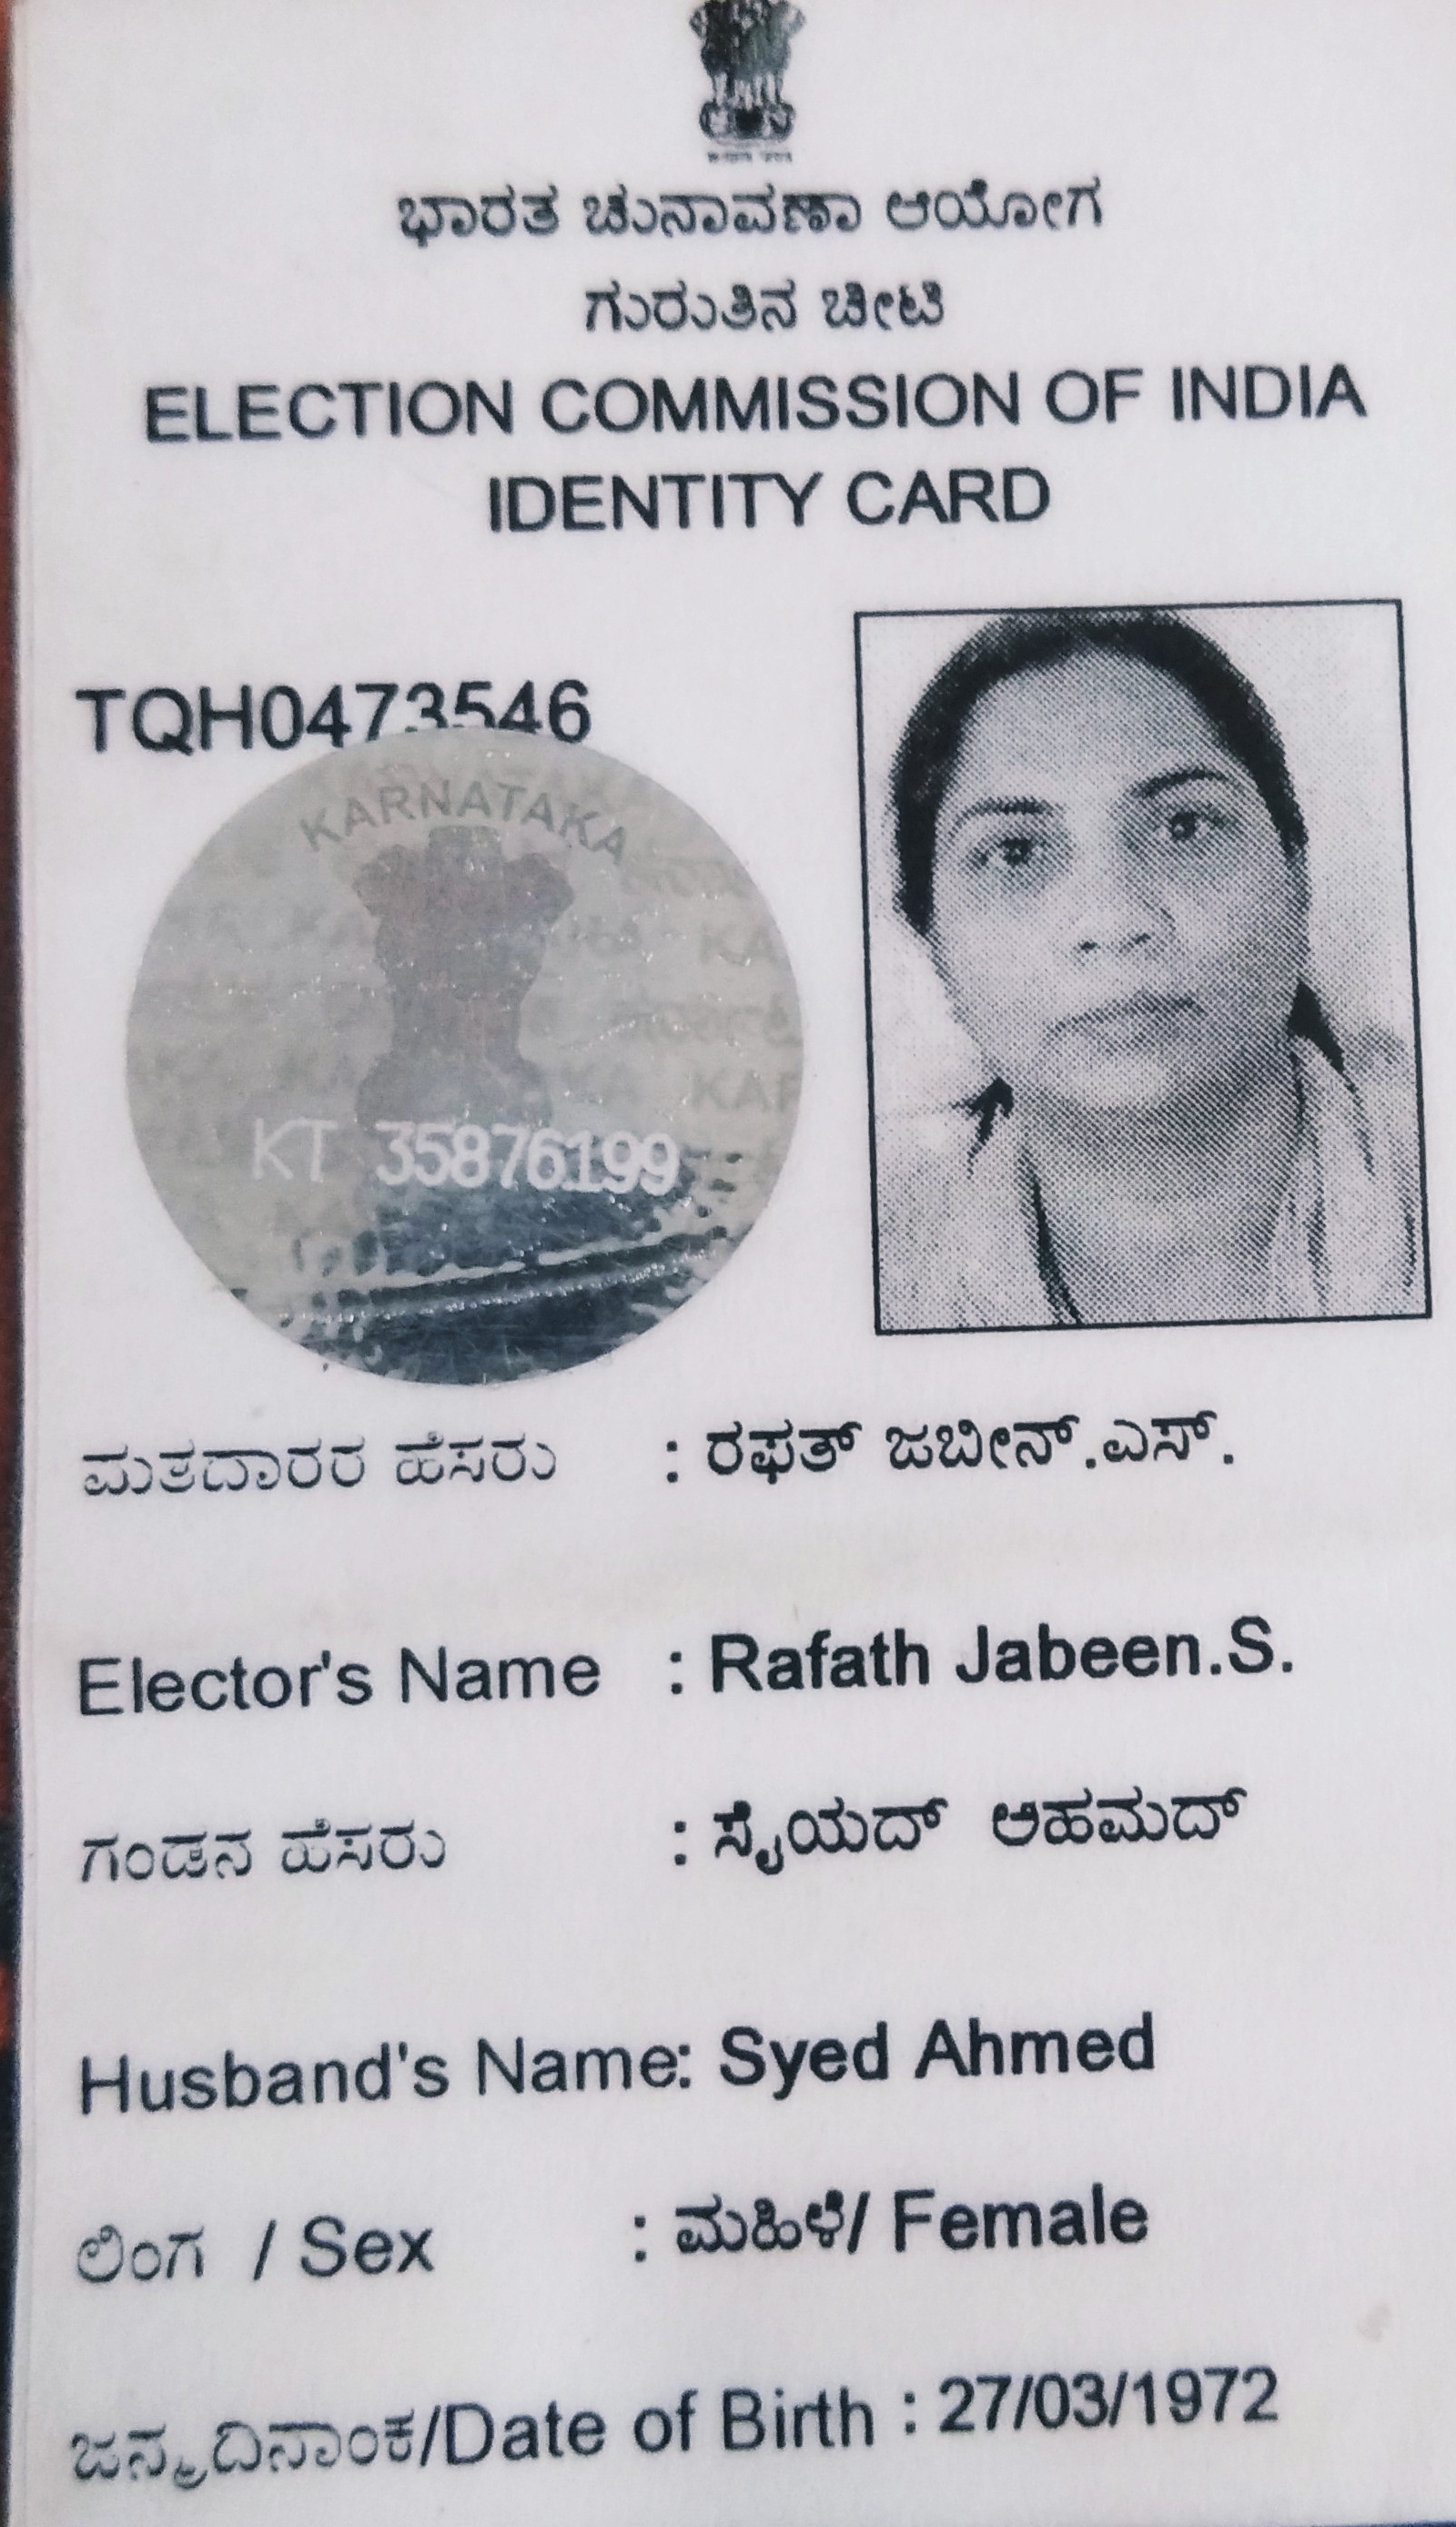 ಭಾರತ ಚುನಾವಣಾ ಆಯೋಗ
ಗುರುತಿನ ಚೀಟಿ
ELECTION COMMISSION OF INDIA
IDENTITY CARD
TQH0473546
KARNATAKA
KT 35876199
ಮತದಾರರ ಹೆಸರು : ರಫತ್ ಜಬೀನ್.ಎಸ್.
Elector's Name : Rafath Jabeen.S.
ಗಂಡನ ಹೆಸರು : ಸೈಯದ್ ಅಹಮದ್
Husband's Name: Syed Ahmed
ಲಿಂಗ / Sex : ಮಹಿಳೆ/ Female
ಜನ್ಮದಿನಾಂಕ/Date of Birth : 27/03/1972